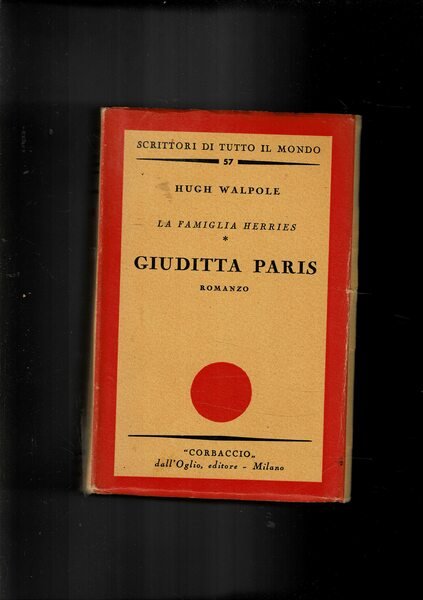 SCRITTORI DI TUTTO IL MONDO
57
HUGH WALPOLE
LA FAMIGLIA HERRIES
*
GIUDITTA PARIS
ROMANZO
"CORBACCIO„
dall'Oglio, editore - Milano